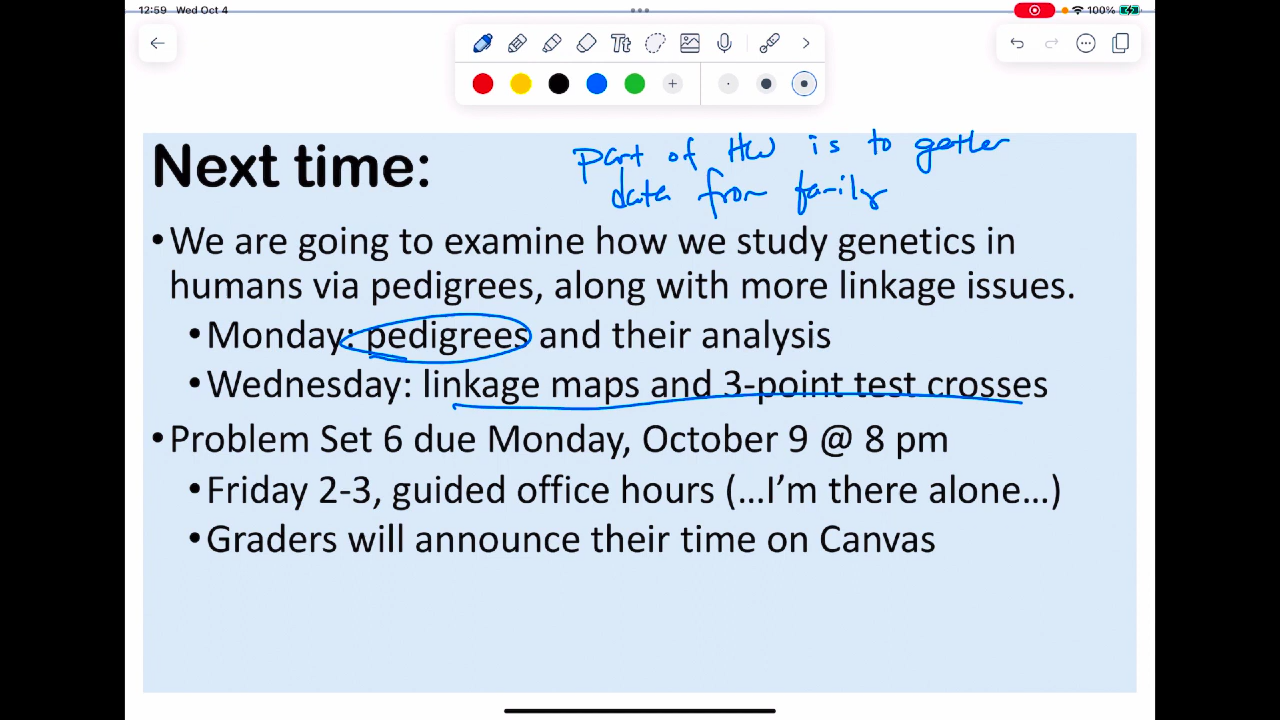 12:59 Wed Oct 4
100%
Tt
Next time:
part of HW is to gather
data from family
•We are going to examine how we study genetics in
humans via pedigrees, along with more linkage issues.
•Monday: pedigrees and their analysis
•Wednesday: linkage maps and 3-point test crosses
•Problem Set 6 due Monday, October 9 @ 8 pm
•Friday 2-3, guided office hours (...I'm there alone...)
•Graders will announce their time on Canvas